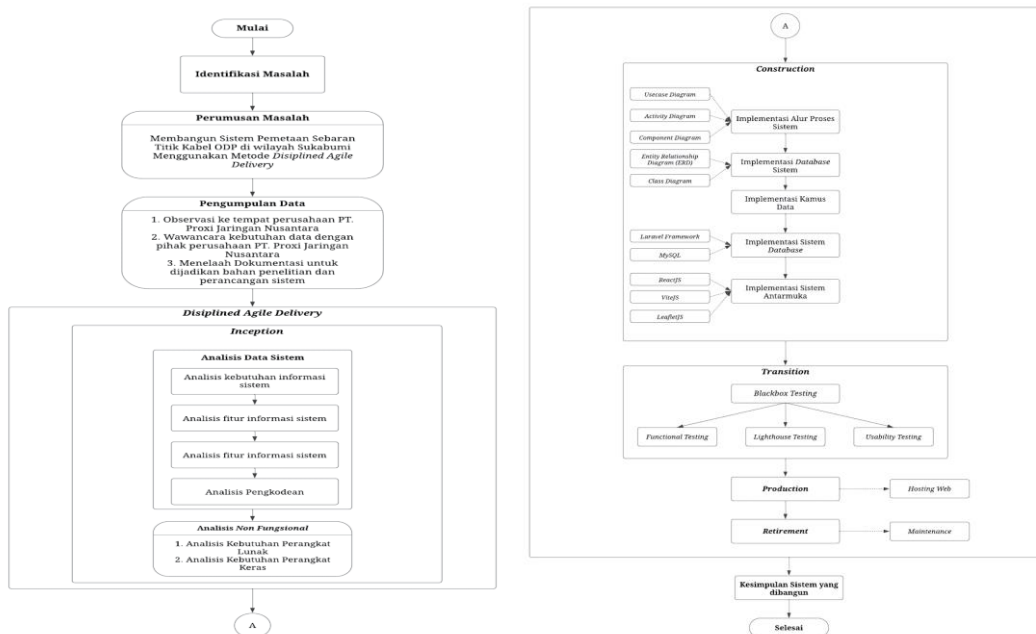 Mulai
Identifikasi Masalah
Perumusan Masalah
Membangun Sistem Pemetaan Sebaran
Titik Kabel ODP di wilayah Sukabumi
Menggunakan Metode Disiplined Agile
Delivery
Pengumpulan Data
1. Observasi ke tempat perusahaan PT.
Proxi Jaringan Nusantara
2. Wawancara kebutuhan data dengan
pihak perusahaan PT. Proxi Jaringan
Nusantara
3. Menelaah Dokumentasi untuk
dijadikan bahan penelitian dan
perancangan sistem
Disiplined Agile Delivery
Inception
Analisis Data Sistem
Analisis kebutuhan informasi
sistem
Analisis fitur informasi sistem
Analisis fitur informasi sistem
Analisis Pengkodean
Analisis Non Fungsional
1. Analisis Kebutuhan Perangkat
Lunak
2. Analisis Kebutuhan Perangkat
Keras
A
A
Construction
Usecase Diagram
Activity Diagram
Component Diagram
Implementasi Alur Proses
Sistem
Entity Relationship
Diagram (ERD)
Class Diagram
Implementasi Database
Sistem
Implementasi Kamus
Data
Laravel Framework
MySQL
Implementasi Sistem
Database
ReactJS
ViteJS
LeafletJS
Implementasi Sistem
Antarmuka
Transition
Blackbox Testing
Functional Testing
Lighthouse Testing
Usability Testing
Production
Hosting Web
Retirement
Maintenance
Kesimpulan Sistem yang
dibangun
Selesai